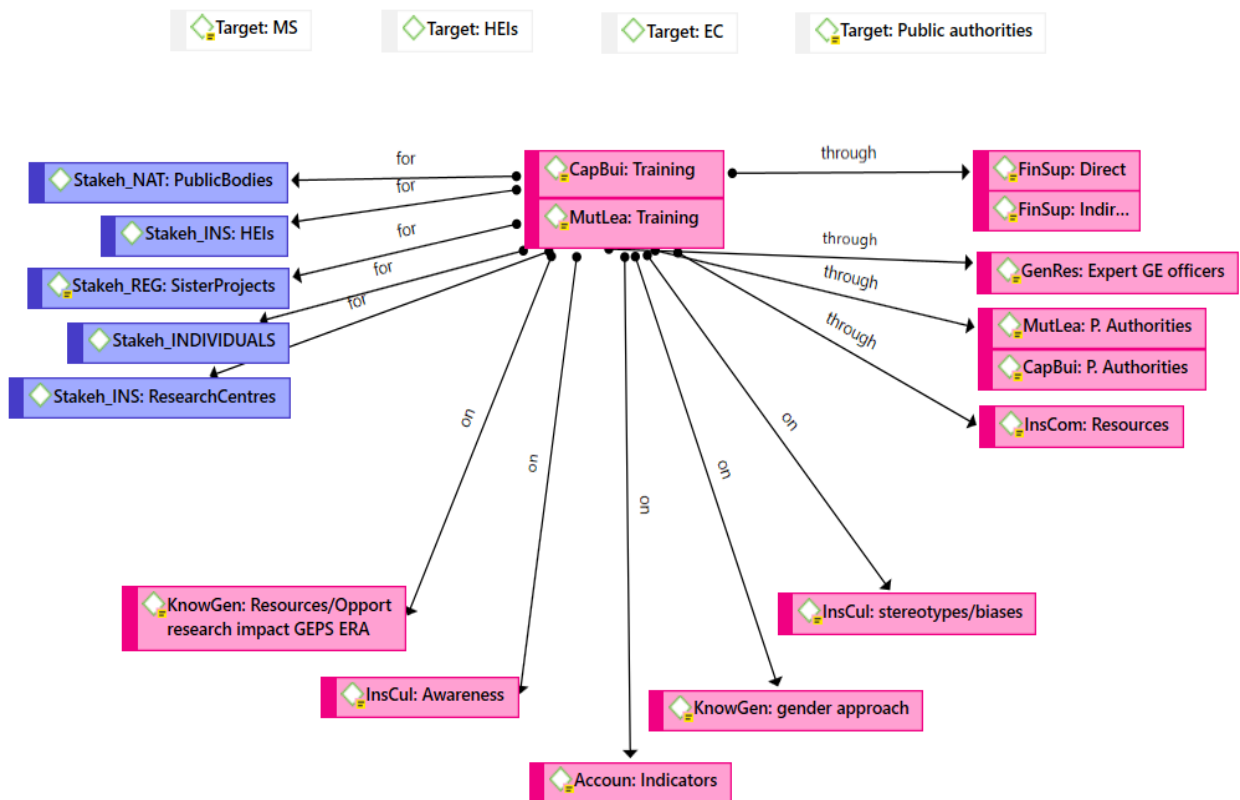 Target: MS
Target: HEIs
Target: EC
Target: Public authorities
for
through
Stakeh_NAT: PublicBodies
CapBui: Training
FinSup: Direct
for
MutLea: Training
FinSup: Indir...
Stakeh_INS: HEIs
for
through
GenRes: Expert GE officers
for
through
Stakeh_REG: SisterProjects
for
through
MutLea: P. Authorities
Stakeh_INDIVIDUALS
CapBui: P. Authorities
Stakeh_INS: ResearchCentres
InsCom: Resources
on
on
on
on
on
KnowGen: Resources/Opport
research impact GEPS ERA
InsCul: stereotypes/biases
InsCul: Awareness
KnowGen: gender approach
Accoun: Indicators